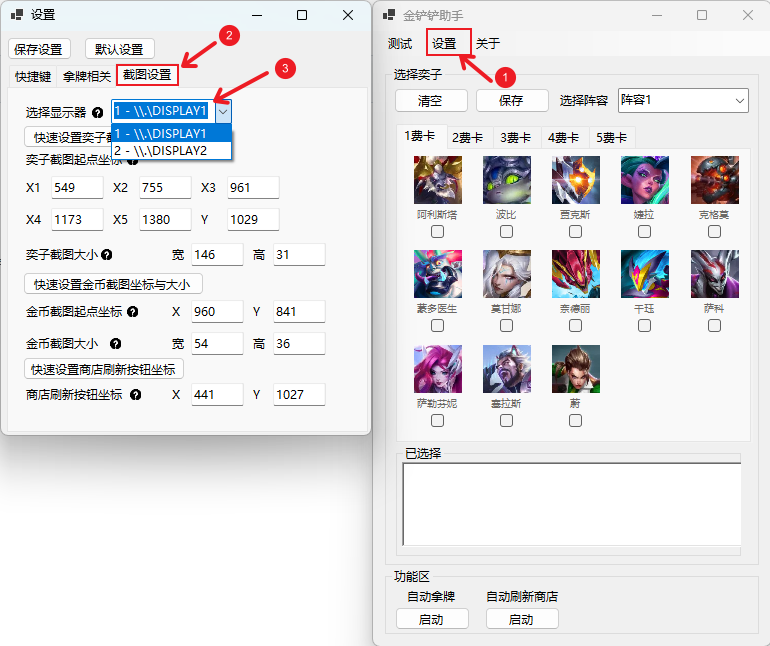 设置
保存设置 默认设置
快捷键 拿牌相关 截图设置
2
3
选择显示器 1 - \\.\DISPLAY1
1 - \\.\DISPLAY1
2 - \\.\DISPLAY2
快速设置奕子截
奕子截图起点坐标
X1 549 X2 755 X3 961
X4 1173 X5 1380 Y 1029
奕子截图大小 宽 146 高 31
快速设置金币截图坐标与大小
金币截图起点坐标 X 960 Y 841
金币截图大小 宽 54 高 36
快速设置商店刷新按钮坐标
商店刷新按钮坐标 X 441 Y 1027
金铲铲助手
测试 设置 关于
1
选择奕子
清空 保存 选择阵容 阵容1
1费卡 2费卡 3费卡 4费卡 5费卡
阿利斯塔 波比 贾克斯 婕拉 克格莫
蒙多医生 莫甘娜 奈德丽 千珏 萨科
萨勒芬妮 塞拉斯 蔚
已选择
功能区
自动拿牌 自动刷新商店
启动 启动